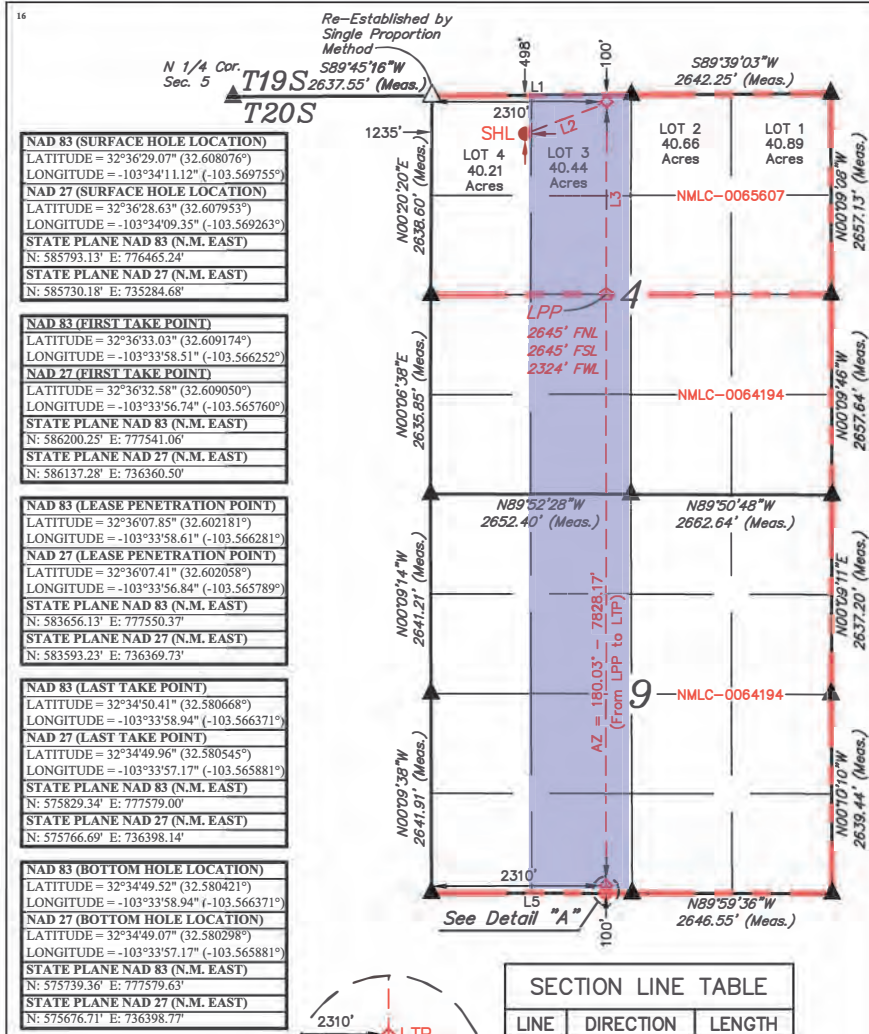 16
Re-Established by
Single Proportion
Method
N 1/4 Cor.
Sec. 5
T19S
T20S
S89°45'16"W
2637.55' (Meas.)
498'
100'
S89°39'03"W
2642.25' (Meas.)
L1
2310'
1235'
SHL
L2
LOT 4
40.21
Acres
LOT 3
40.44
Acres
LOT 2
40.66
Acres
LOT 1
40.89
Acres
L3
NMLC-0065607
N00°20'20"E
2638.60' (Meas.)
N00°09'08"W
2657.13' (Meas.)
4
LPP
2645' FNL
2645' FSL
2324' FWL
NMLC-0064194
N00°06'38"E
2635.85' (Meas.)
N00°09'46"W
2657.64' (Meas.)
N89°52'28"W
2652.40' (Meas.)
N89°50'48"W
2662.64' (Meas.)
N00°09'14"W
2641.21' (Meas.)
N00°09'11"E
2637.20' (Meas.)
AZ = 180.03° - 7828.17'
(From LPP to LTP)
9
NMLC-0064194
N00°09'38"W
2641.91' (Meas.)
N00°10'10"W
2639.44' (Meas.)
2310'
L5
See Detail "A"
100'
N89°59'36"W
2646.55' (Meas.)
NAD 83 (SURFACE HOLE LOCATION)
LATITUDE = 32°36'29.07" (32.608076°)
LONGITUDE = -103°34'11.12" (-103.569755°)
NAD 27 (SURFACE HOLE LOCATION)
LATITUDE = 32°36'28.63" (32.607953°)
LONGITUDE = -103°34'09.35" (-103.569263°)
STATE PLANE NAD 83 (N.M. EAST)
N: 585793.13' E: 776465.24'
STATE PLANE NAD 27 (N.M. EAST)
N: 585730.18' E: 735284.68'
NAD 83 (FIRST TAKE POINT)
LATITUDE = 32°36'33.03" (32.609174°)
LONGITUDE = -103°33'58.51" (-103.566252°)
NAD 27 (FIRST TAKE POINT)
LATITUDE = 32°36'32.58" (32.609050°)
LONGITUDE = -103°33'56.74" (-103.565760°)
STATE PLANE NAD 83 (N.M. EAST)
N: 586200.25' E: 777541.06'
STATE PLANE NAD 27 (N.M. EAST)
N: 586137.28' E: 736360.50'
NAD 83 (LEASE PENETRATION POINT)
LATITUDE = 32°36'07.85" (32.602181°)
LONGITUDE = -103°33'58.61" (-103.566281°)
NAD 27 (LEASE PENETRATION POINT)
LATITUDE = 32°36'07.41" (32.602058°)
LONGITUDE = -103°33'56.84" (-103.565789°)
STATE PLANE NAD 83 (N.M. EAST)
N: 583656.13' E: 777550.37'
STATE PLANE NAD 27 (N.M. EAST)
N: 583593.23' E: 736369.73'
NAD 83 (LAST TAKE POINT)
LATITUDE = 32°34'50.41" (32.580668°)
LONGITUDE = -103°33'58.94" (-103.566371°)
NAD 27 (LAST TAKE POINT)
LATITUDE = 32°34'49.96" (32.580545°)
LONGITUDE = -103°33'57.17" (-103.565881°)
STATE PLANE NAD 83 (N.M. EAST)
N: 575829.34' E: 777579.00'
STATE PLANE NAD 27 (N.M. EAST)
N: 575766.69' E: 736398.14'
NAD 83 (BOTTOM HOLE LOCATION)
LATITUDE = 32°34'49.52" (32.580421°)
LONGITUDE = -103°33'58.94" (-103.566371°)
NAD 27 (BOTTOM HOLE LOCATION)
LATITUDE = 32°34'49.07" (32.580298°)
LONGITUDE = -103°33'57.17" (-103.565881°)
STATE PLANE NAD 83 (N.M. EAST)
N: 575739.36' E: 777579.63'
STATE PLANE NAD 27 (N.M. EAST)
N: 575676.71' E: 736398.77'
2310'
LTP
SECTION LINE TABLE
LINE DIRECTION LENGTH